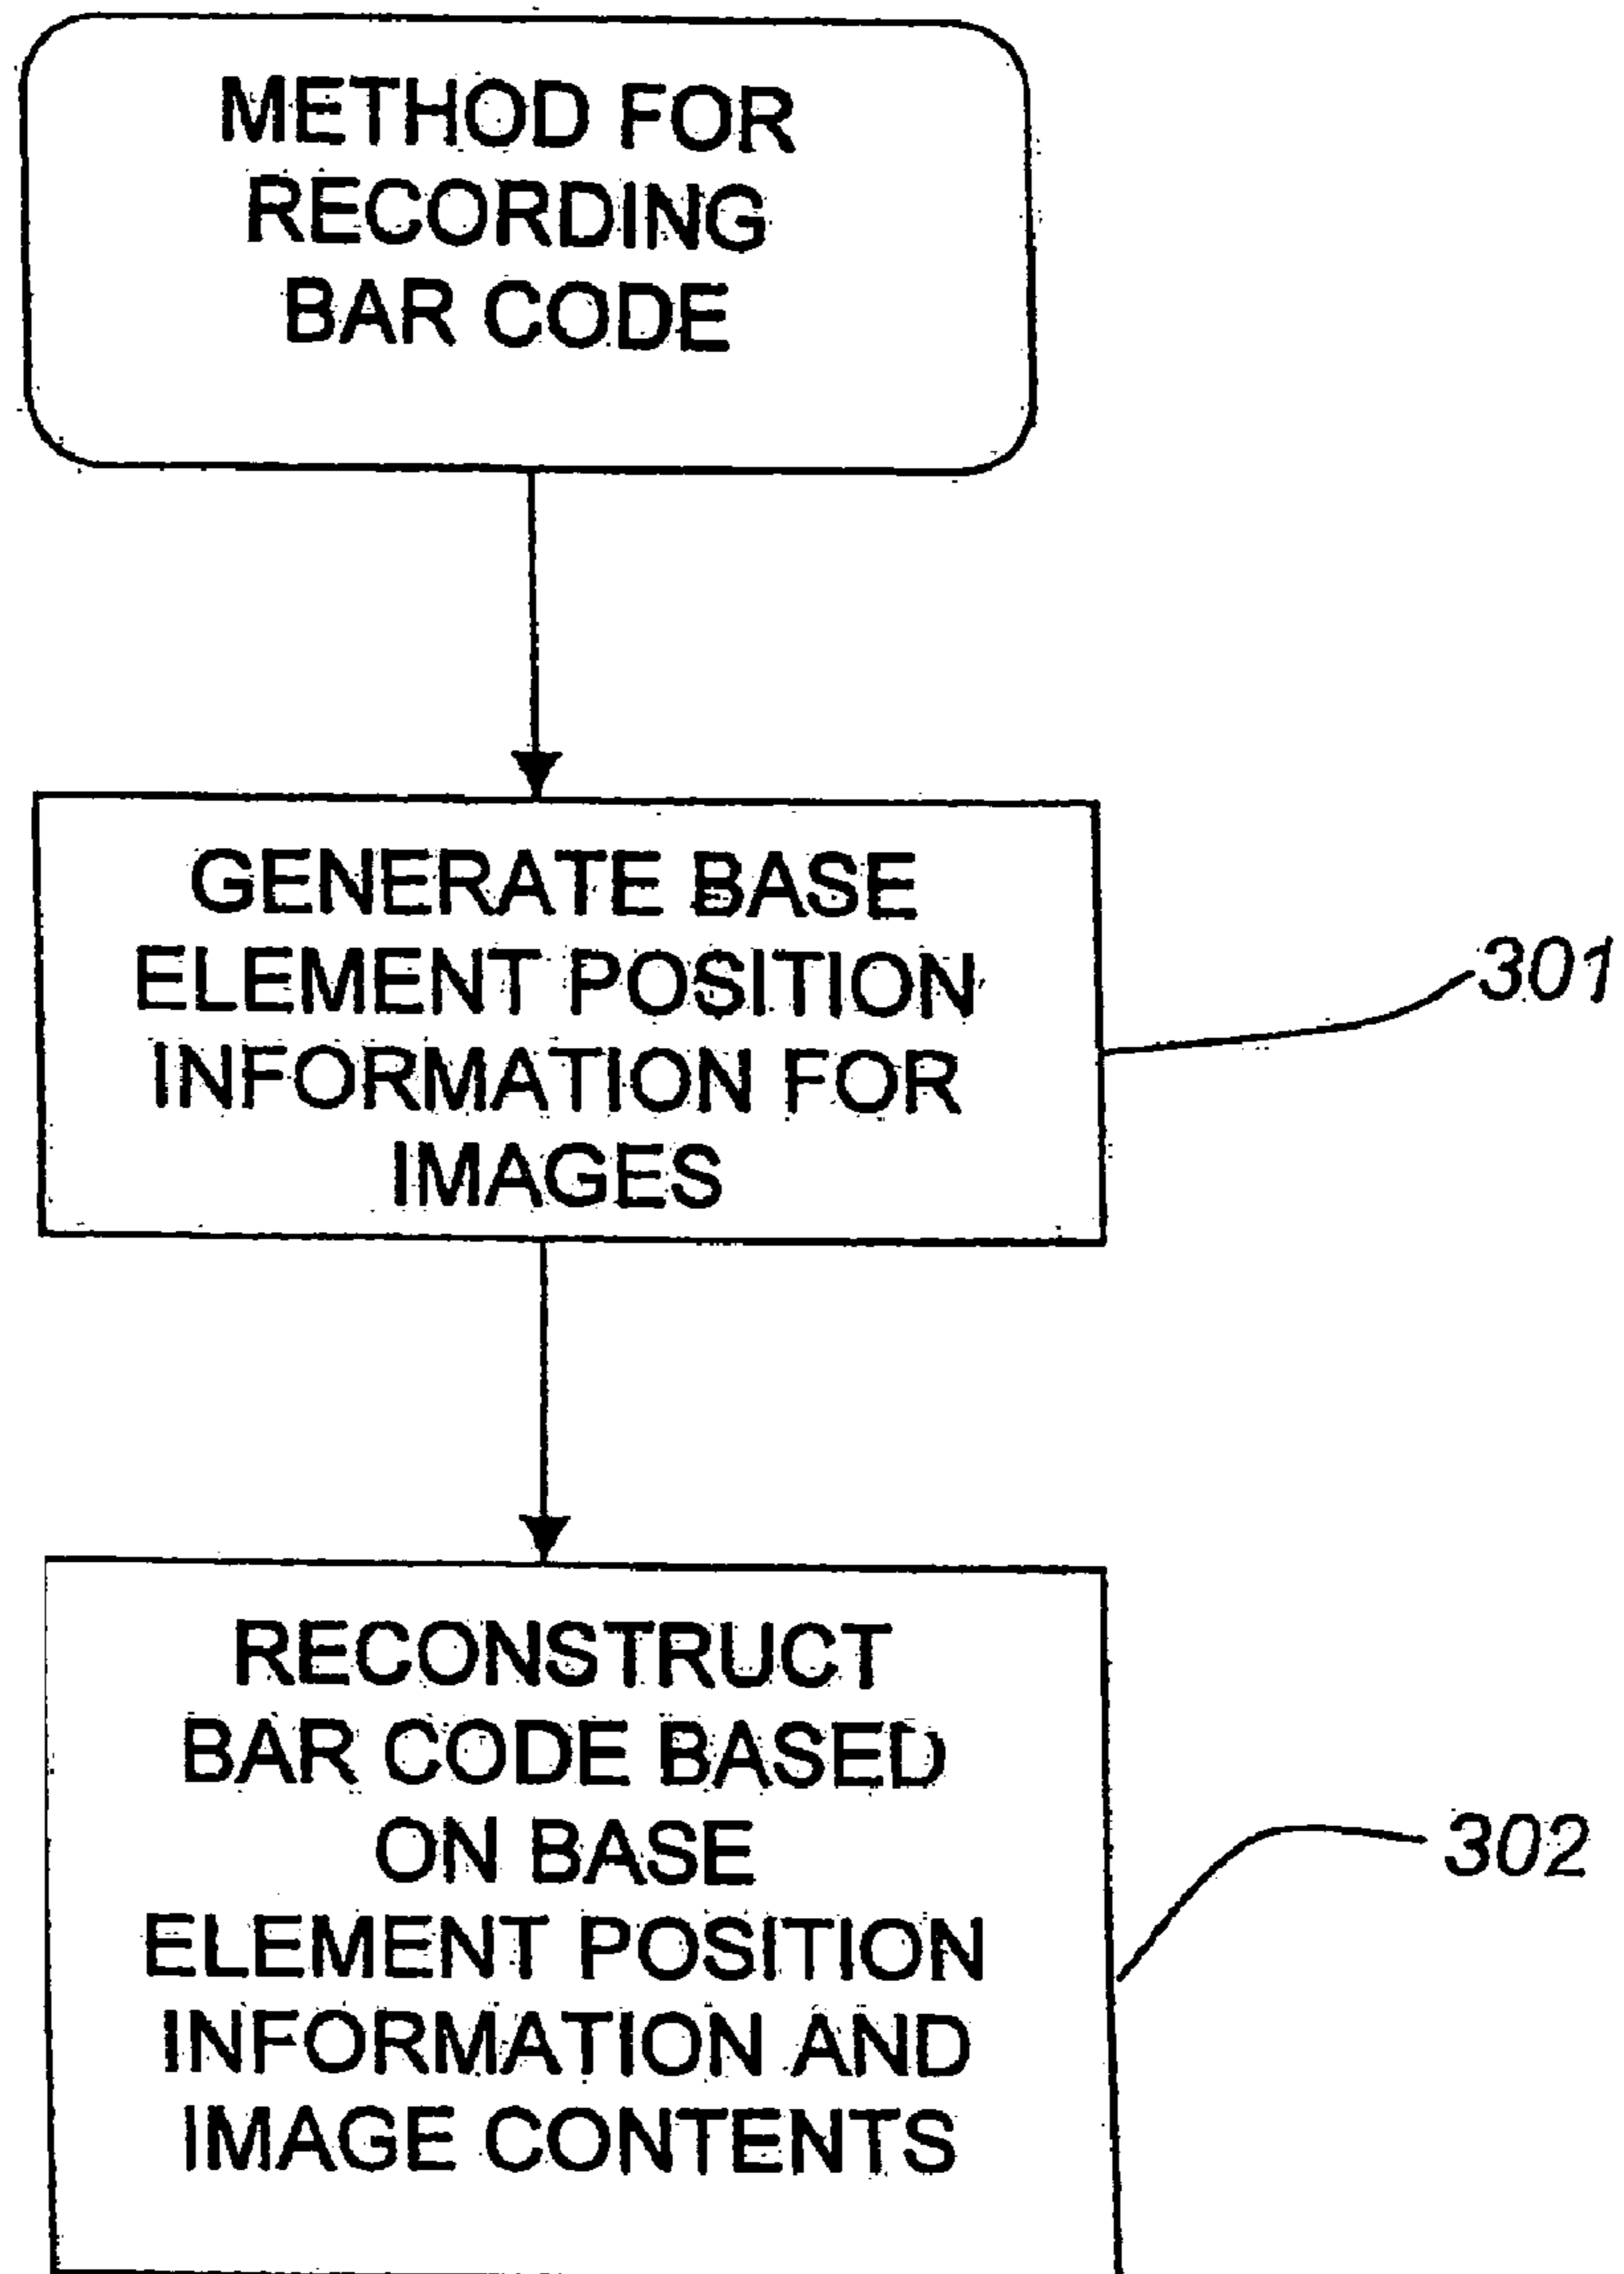 METHOD FOR
RECORDING
BAR CODE
GENERATE BASE
ELEMENT POSITION
INFORMATION FOR
IMAGES
301
RECONSTRUCT
BAR CODE BASED
ON BASE
ELEMENT POSITION
INFORMATION AND
IMAGE CONTENTS
302